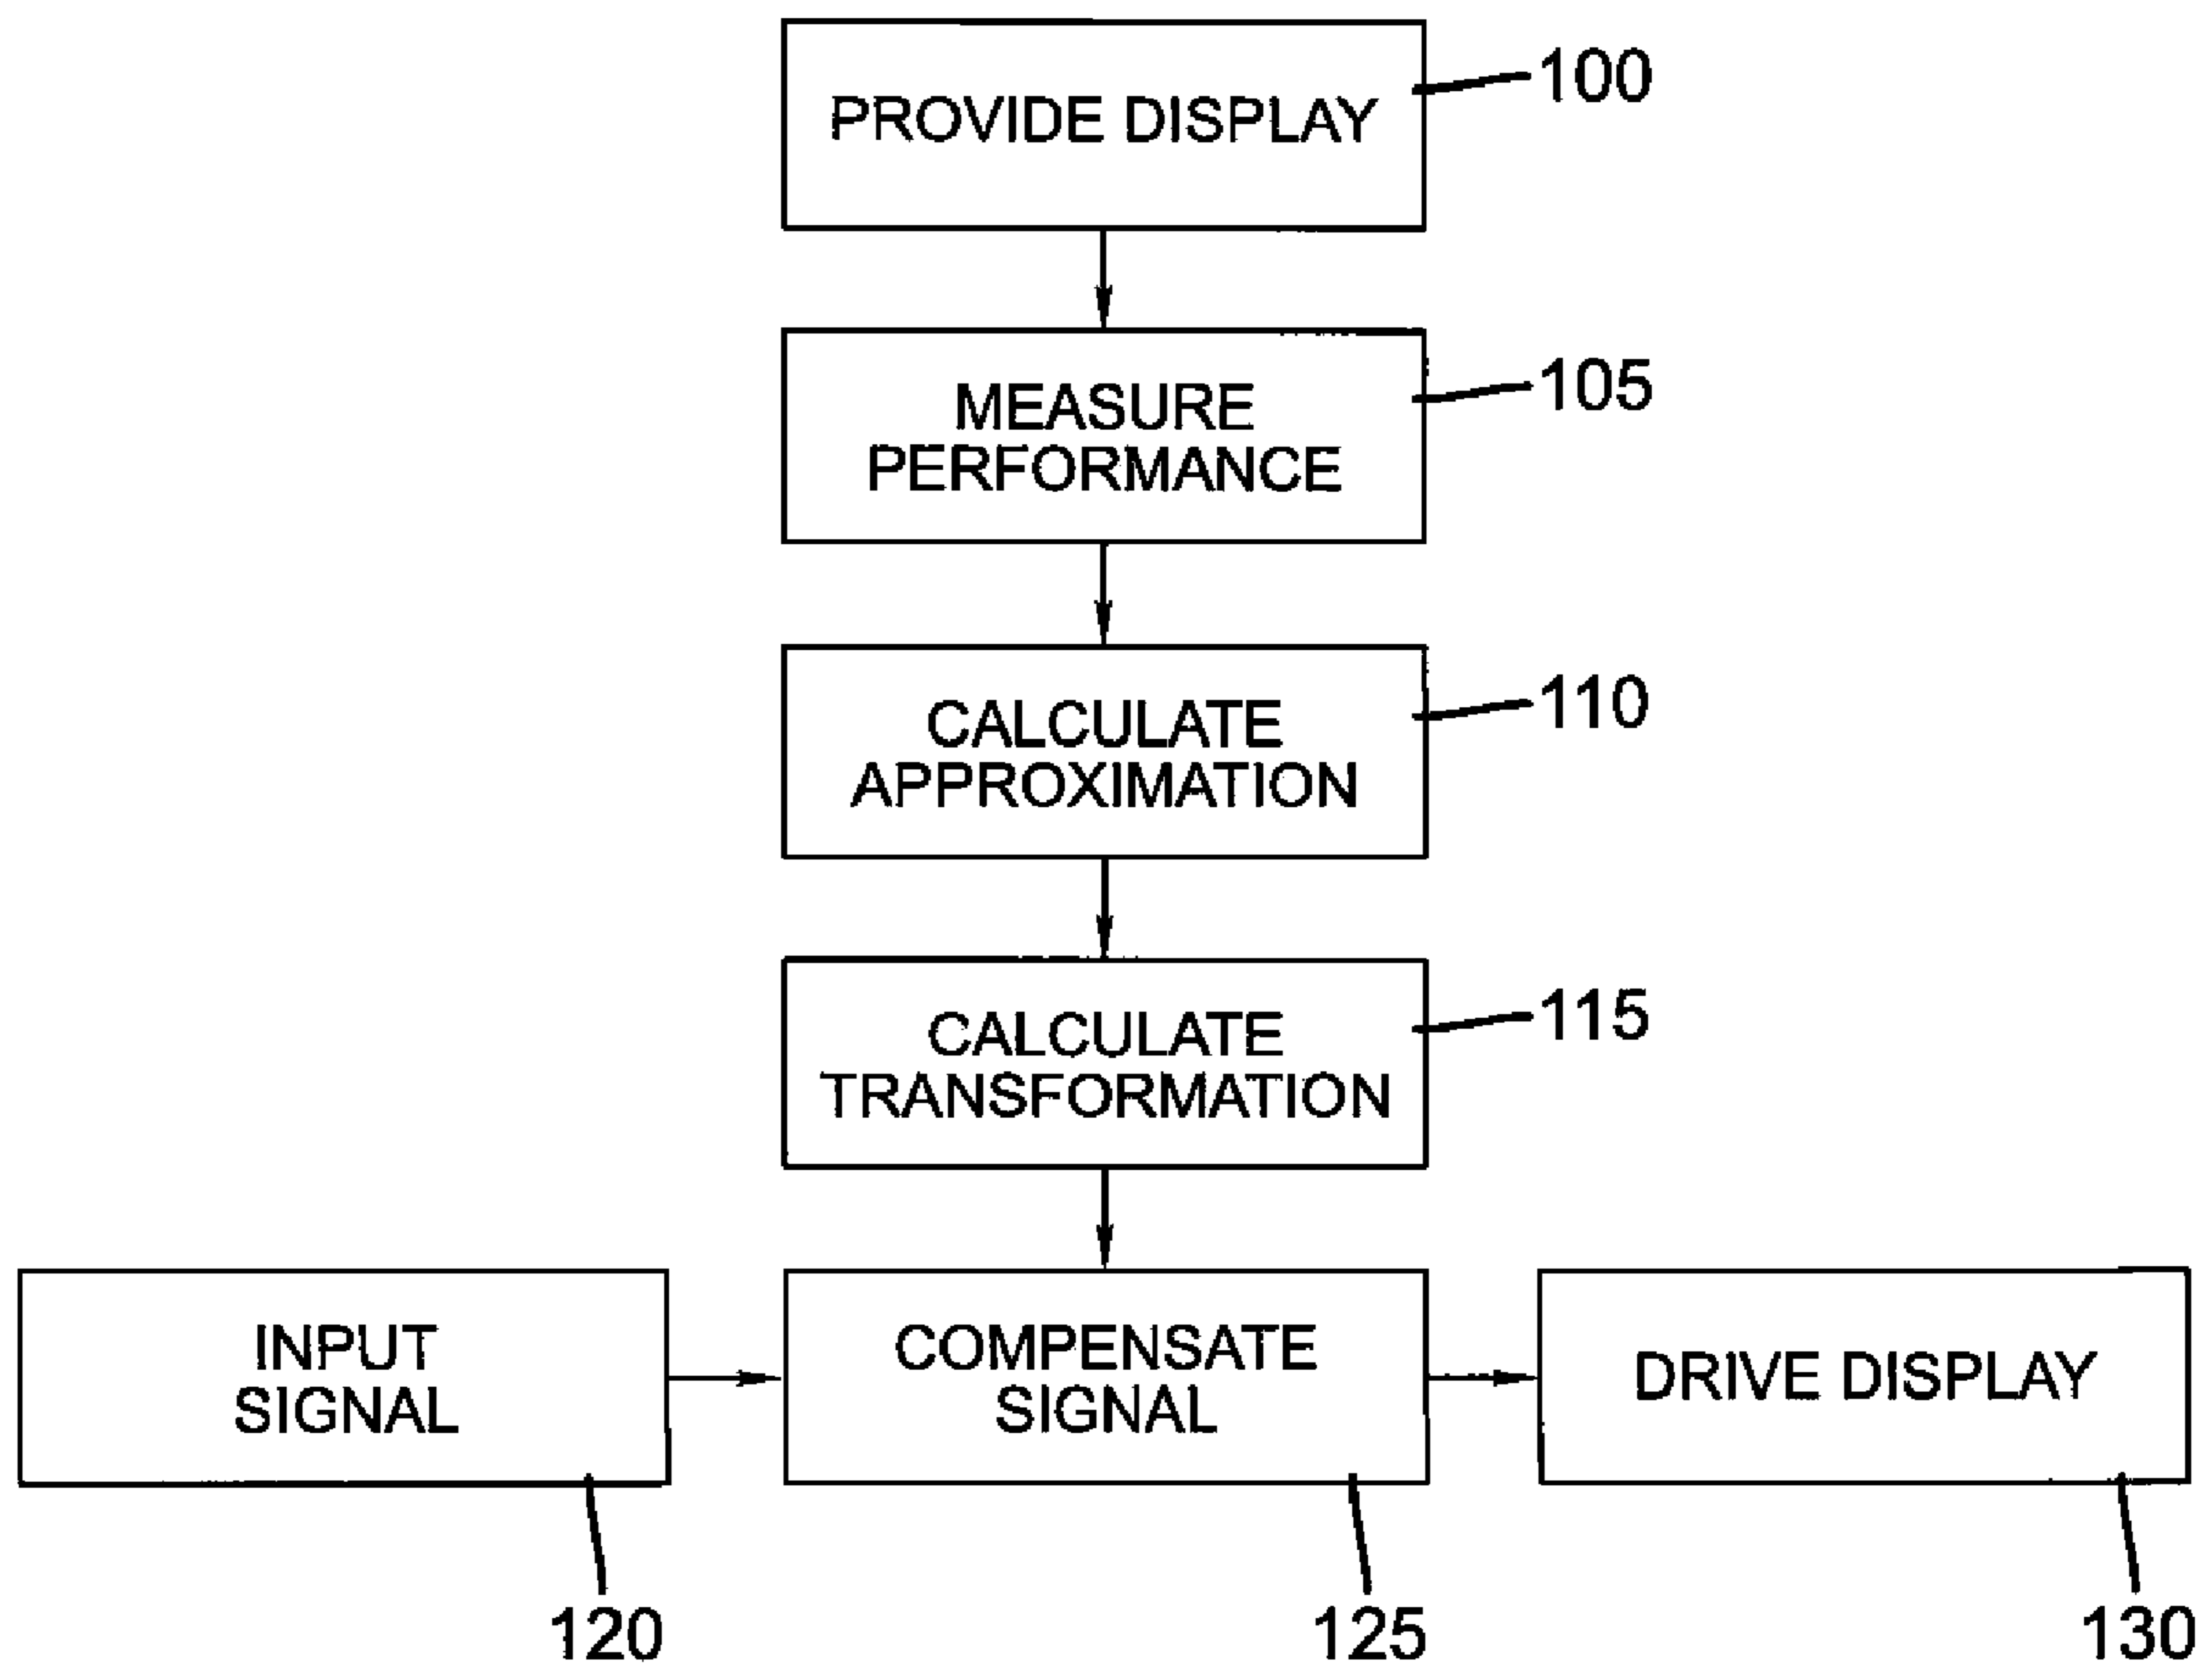 PROVIDE DISPLAY
100
MEASURE
PERFORMANCE
105
CALCULATE
APPROXIMATION
110
CALCULATE
TRANSFORMATION
115
INPUT
SIGNAL
120
COMPENSATE
SIGNAL
125
DRIVE DISPLAY
130